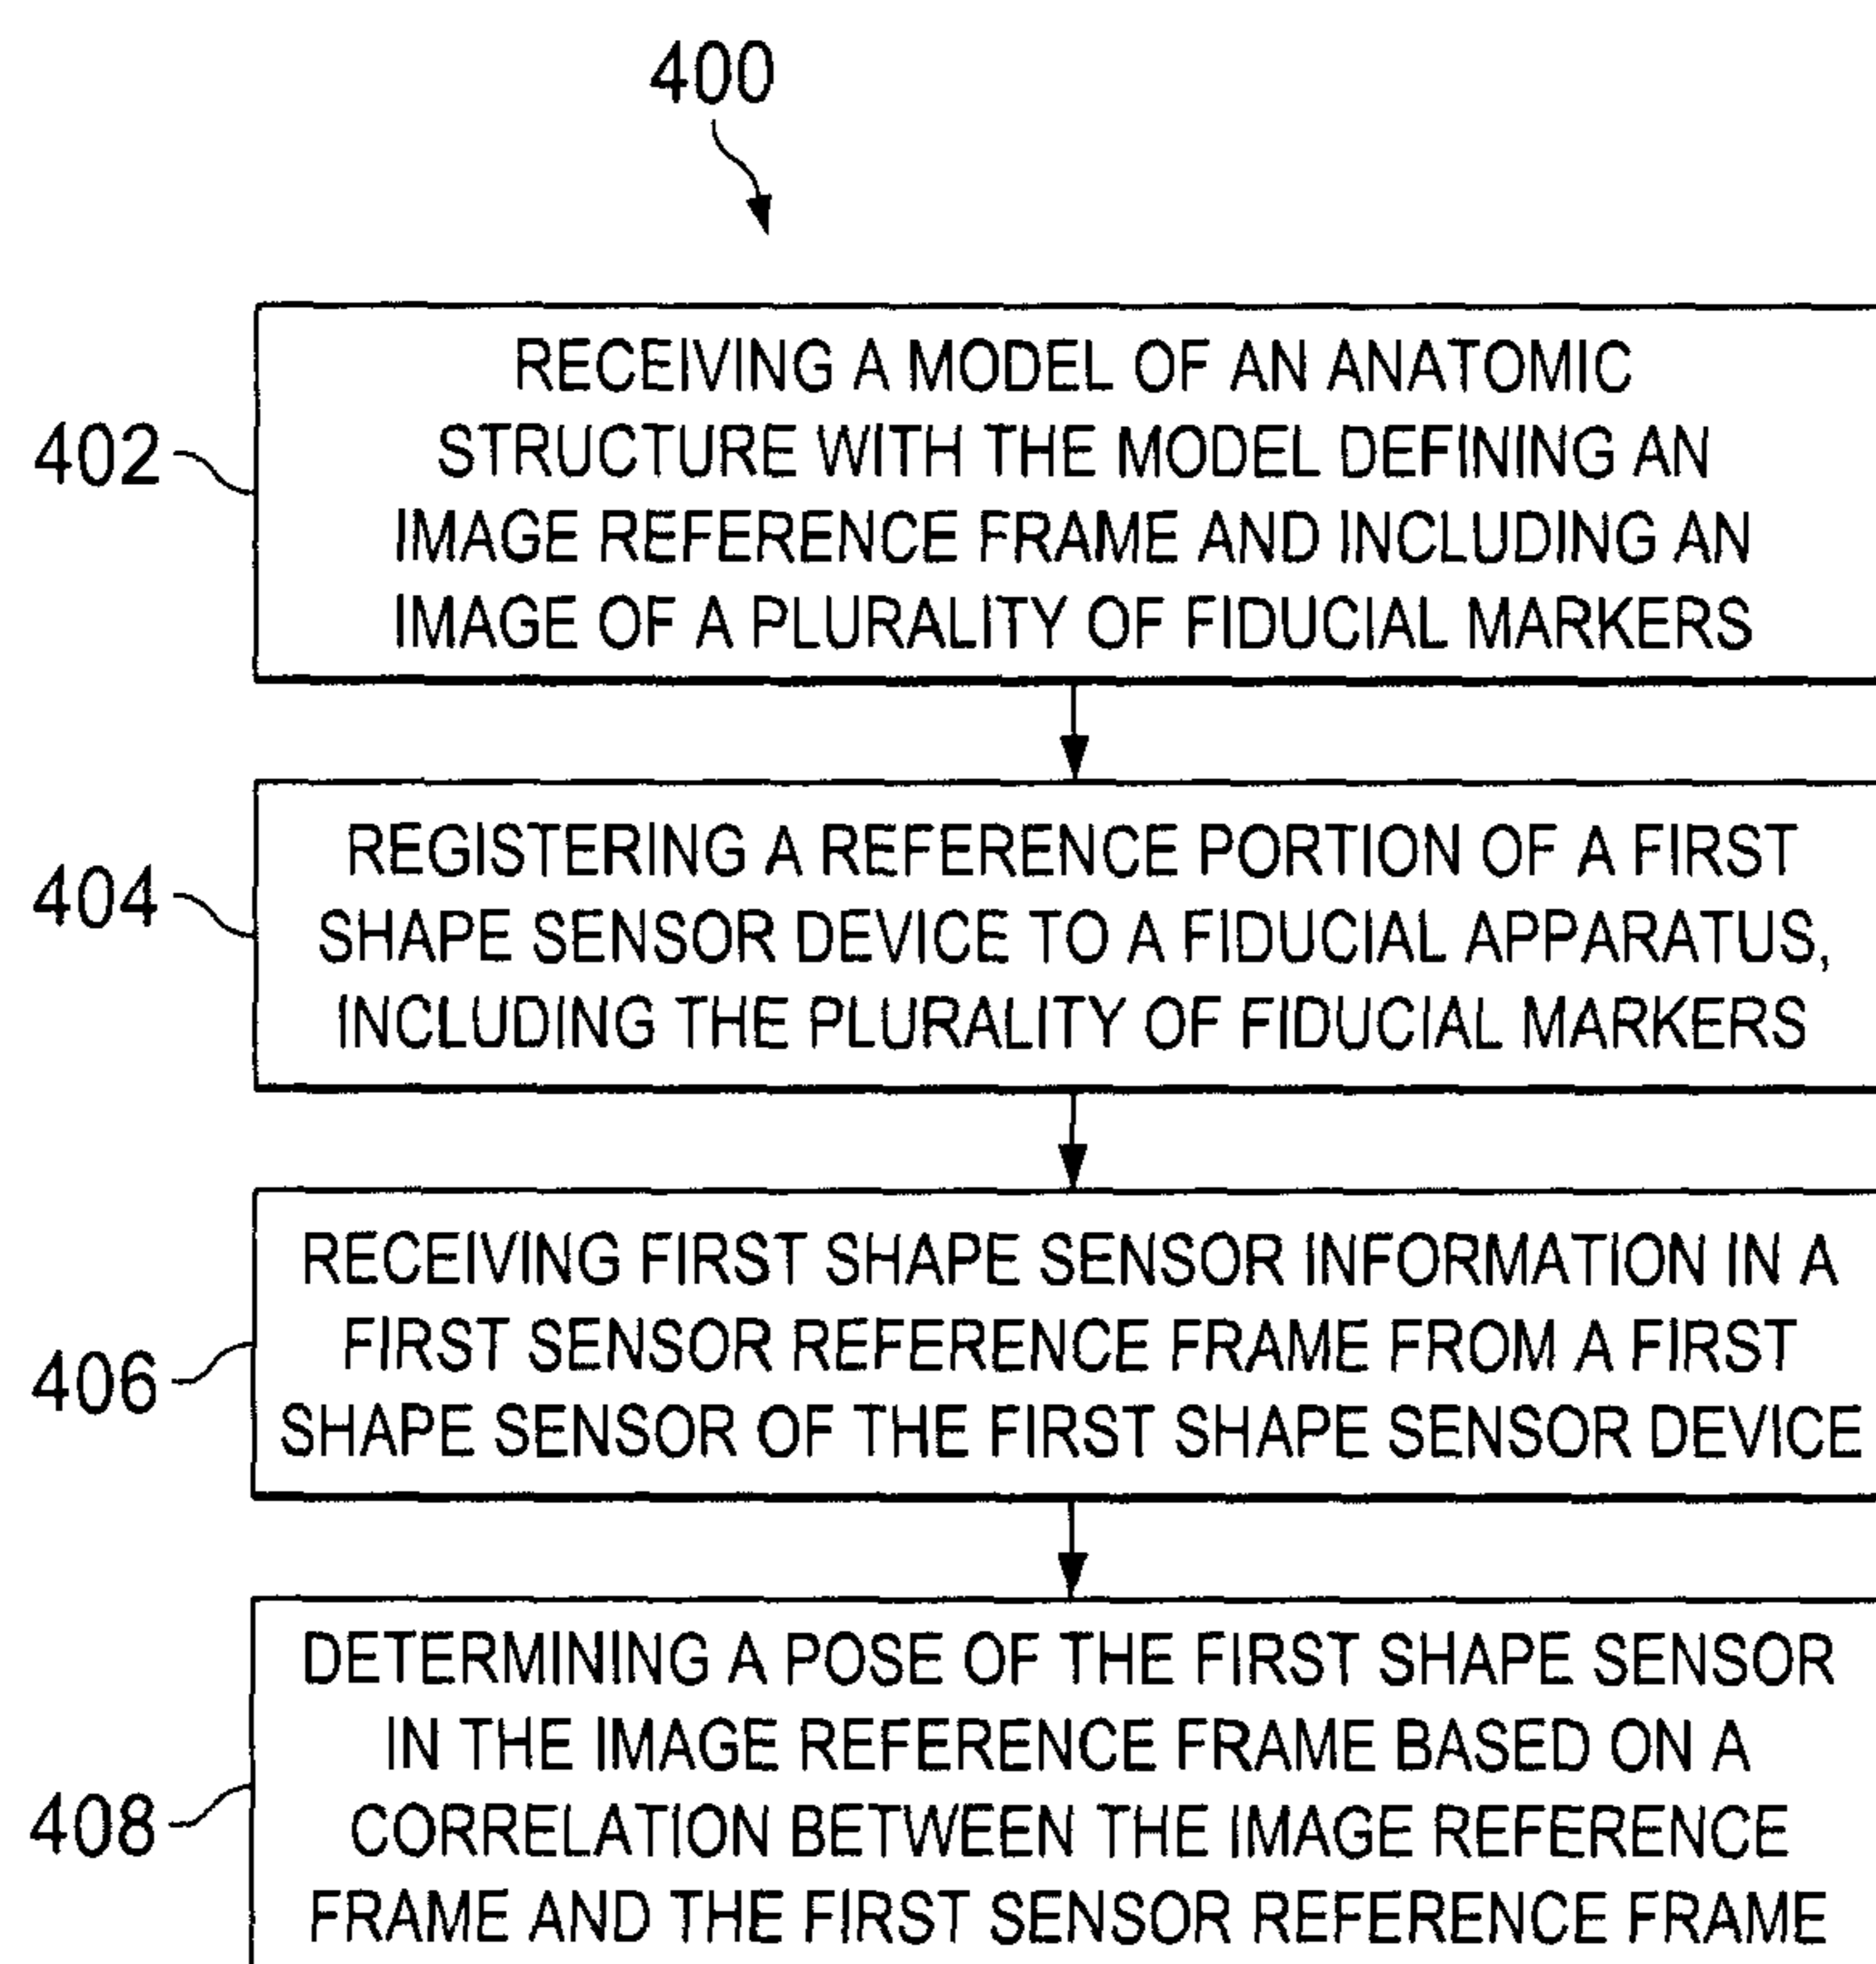 400
402
RECEIVING A MODEL OF AN ANATOMIC
STRUCTURE WITH THE MODEL DEFINING AN
IMAGE REFERENCE FRAME AND INCLUDING AN
IMAGE OF A PLURALITY OF FIDUCIAL MARKERS
404
REGISTERING A REFERENCE PORTION OF A FIRST
SHAPE SENSOR DEVICE TO A FIDUCIAL APPARATUS,
INCLUDING THE PLURALITY OF FIDUCIAL MARKERS
406
RECEIVING FIRST SHAPE SENSOR INFORMATION IN A
FIRST SENSOR REFERENCE FRAME FROM A FIRST
SHAPE SENSOR OF THE FIRST SHAPE SENSOR DEVICE
408
DETERMINING A POSE OF THE FIRST SHAPE SENSOR
IN THE IMAGE REFERENCE FRAME BASED ON A
CORRELATION BETWEEN THE IMAGE REFERENCE
FRAME AND THE FIRST SENSOR REFERENCE FRAME